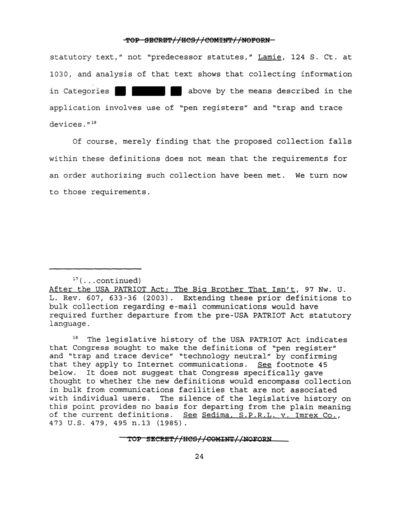 TOP SECRET//HCS//COMINT//NOFORN
statutory text," not "predecessor statutes," Lamie, 124 S. Ct. at
1030, and analysis of that text shows that collecting information
in Categories above by the means described in the
application involves use of "pen registers" and "trap and trace
devices."18
Of course, merely finding that the proposed collection falls
within these definitions does not mean that the requirements for
an order authorizing such collection have been met. We turn now
to those requirements.
17(...continued)
After the USA PATRIOT Act: The Big Brother That Isn't, 97 Nw. U.
L. Rev. 607, 633-36 (2003). Extending these prior definitions to
bulk collection regarding e-mail communications would have
required further departure from the pre-USA PATRIOT Act statutory
language.
18 The legislative history of the USA PATRIOT Act indicates
that Congress sought to make the definitions of "pen register"
and "trap and trace device" "technology neutral" by confirming
that they apply to Internet communications. See footnote 45
below. It does not suggest that Congress specifically gave
thought to whether the new definitions would encompass collection
in bulk from communications facilities that are not associated
with individual users. The silence of the legislative history on
this point provides no basis for departing from the plain meaning
of the current definitions. See Sedima, S.P.R.L. v. Imrex Co.,
473 U.S. 479, 495 n.13 (1985).
TOP SECRET//HCS//COMINT//NOFORN
24